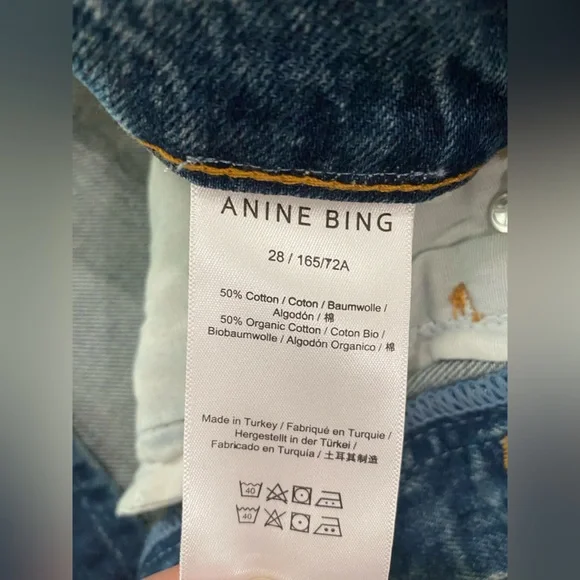 ANINE BING
28 / 165/72A
50% Cotton / Coton / Baumwolle /
Algodón / 棉
50% Organic Cotton / Coton Bio /
Biobaumwolle / Algodón Organico / 棉
Made in Turkey / Fabriqué en Turquie /
Hergestellt in der Türkei /
Fabricado en Turquía / 土耳其制造
40
40